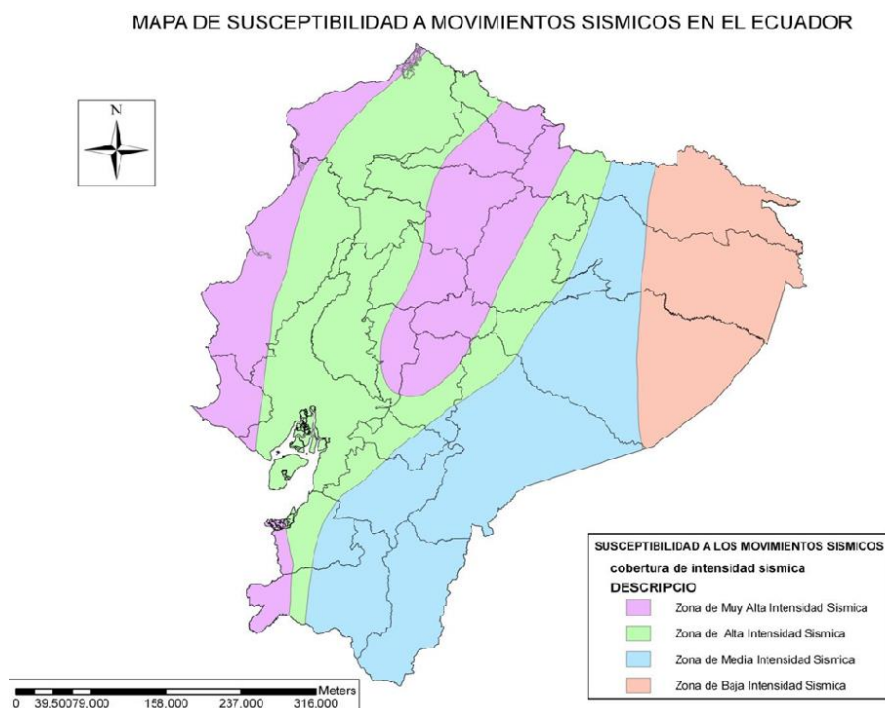 MAPA DE SUSCEPTIBILIDAD A MOVIMIENTOS SISMICOS EN EL ECUADOR
N
SUSCEPTIBILIDAD A LOS MOVIMIENTOS SISMICOS
cobertura de intensidad sismica
DESCRIPCIO
Zona de Muy Alta Intensidad Sismica
Zona de Alta Intensidad Sismica
Zona de Media Intensidad Sismica
Zona de Baja Intensidad Sismica
Meters
0 39.50079.000 158.000 237.000 316.000